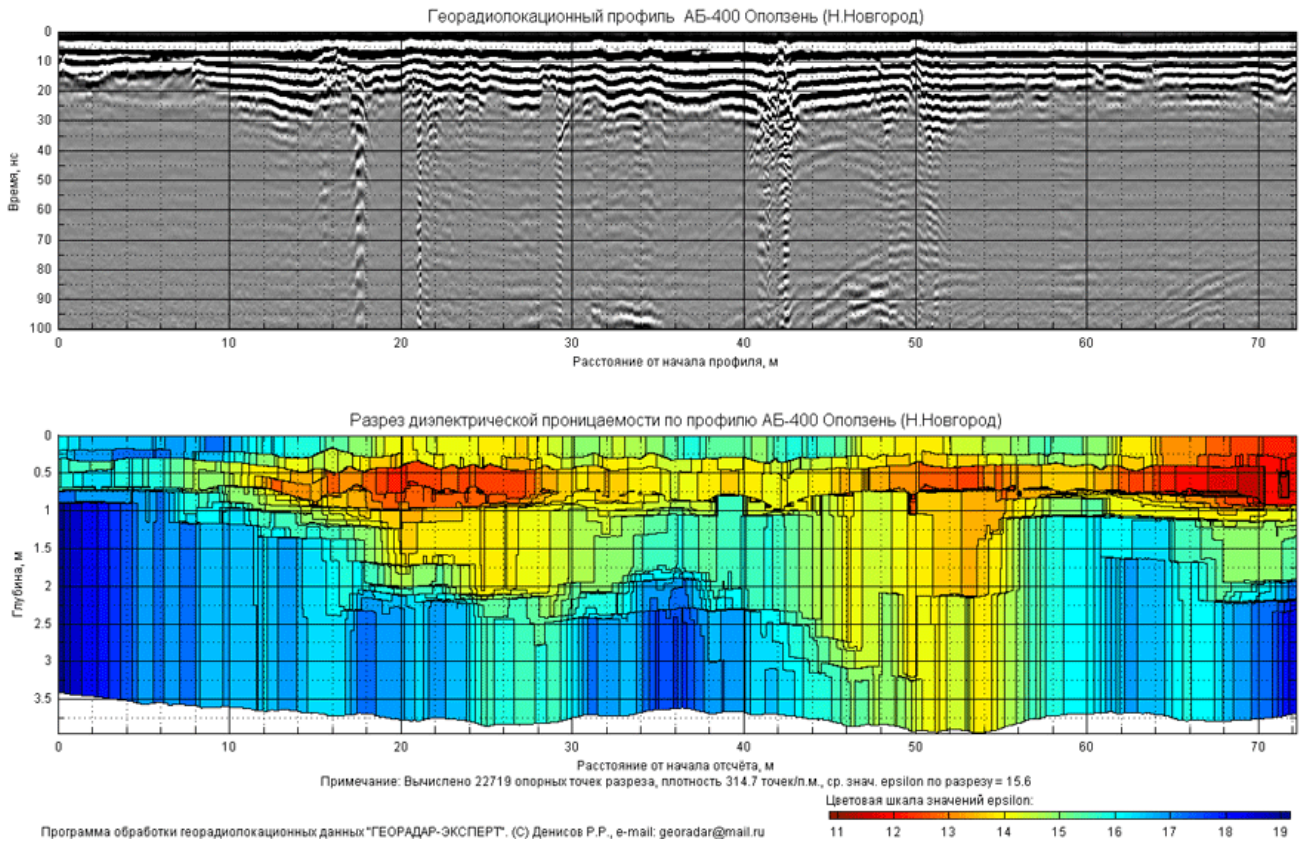 Георадиолокационный профиль АБ-400 Оползень (Н.Новгород)
0
10
20
30
40
50
60
70
80
90
100
Время, нс
0 10 20 30 40 50 60 70
Расстояние от начала профиля, м
Разрез диэлектрической проницаемости по профилю АБ-400 Оползень (Н.Новгород)
0
0.5
1
1.5
2
2.5
3
3.5
Глубина, м
0 10 20 30 40 50 60 70
Расстояние от начала отсчёта, м
Примечание: Вычислено 22719 опорных точек разреза, плотность 314.7 точек/п.м., ср. знач. epsilon по разрезу = 15.6
Цветовая шкала значений epsilon:
11 12 13 14 15 16 17 18 19
Программа обработки георадиолокационных данных "ГЕОРАДАР-ЭКСПЕРТ". (C) Денисов Р.Р., e-mail: georadar@mail.ru